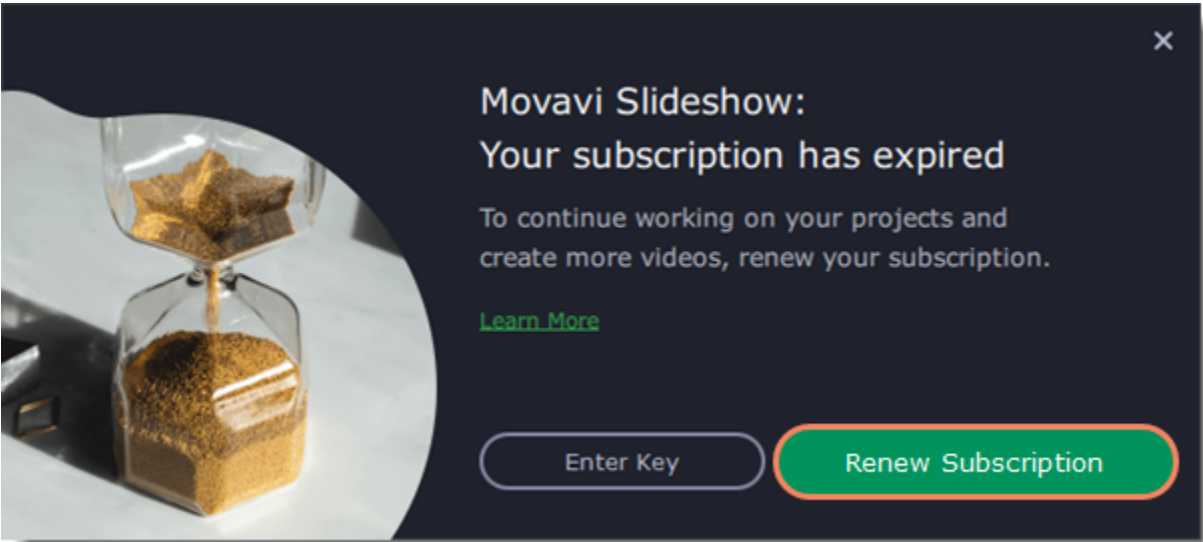 Movavi Slideshow:
Your subscription has expired
To continue working on your projects and
create more videos, renew your subscription.
Learn More
Enter Key
Renew Subscription